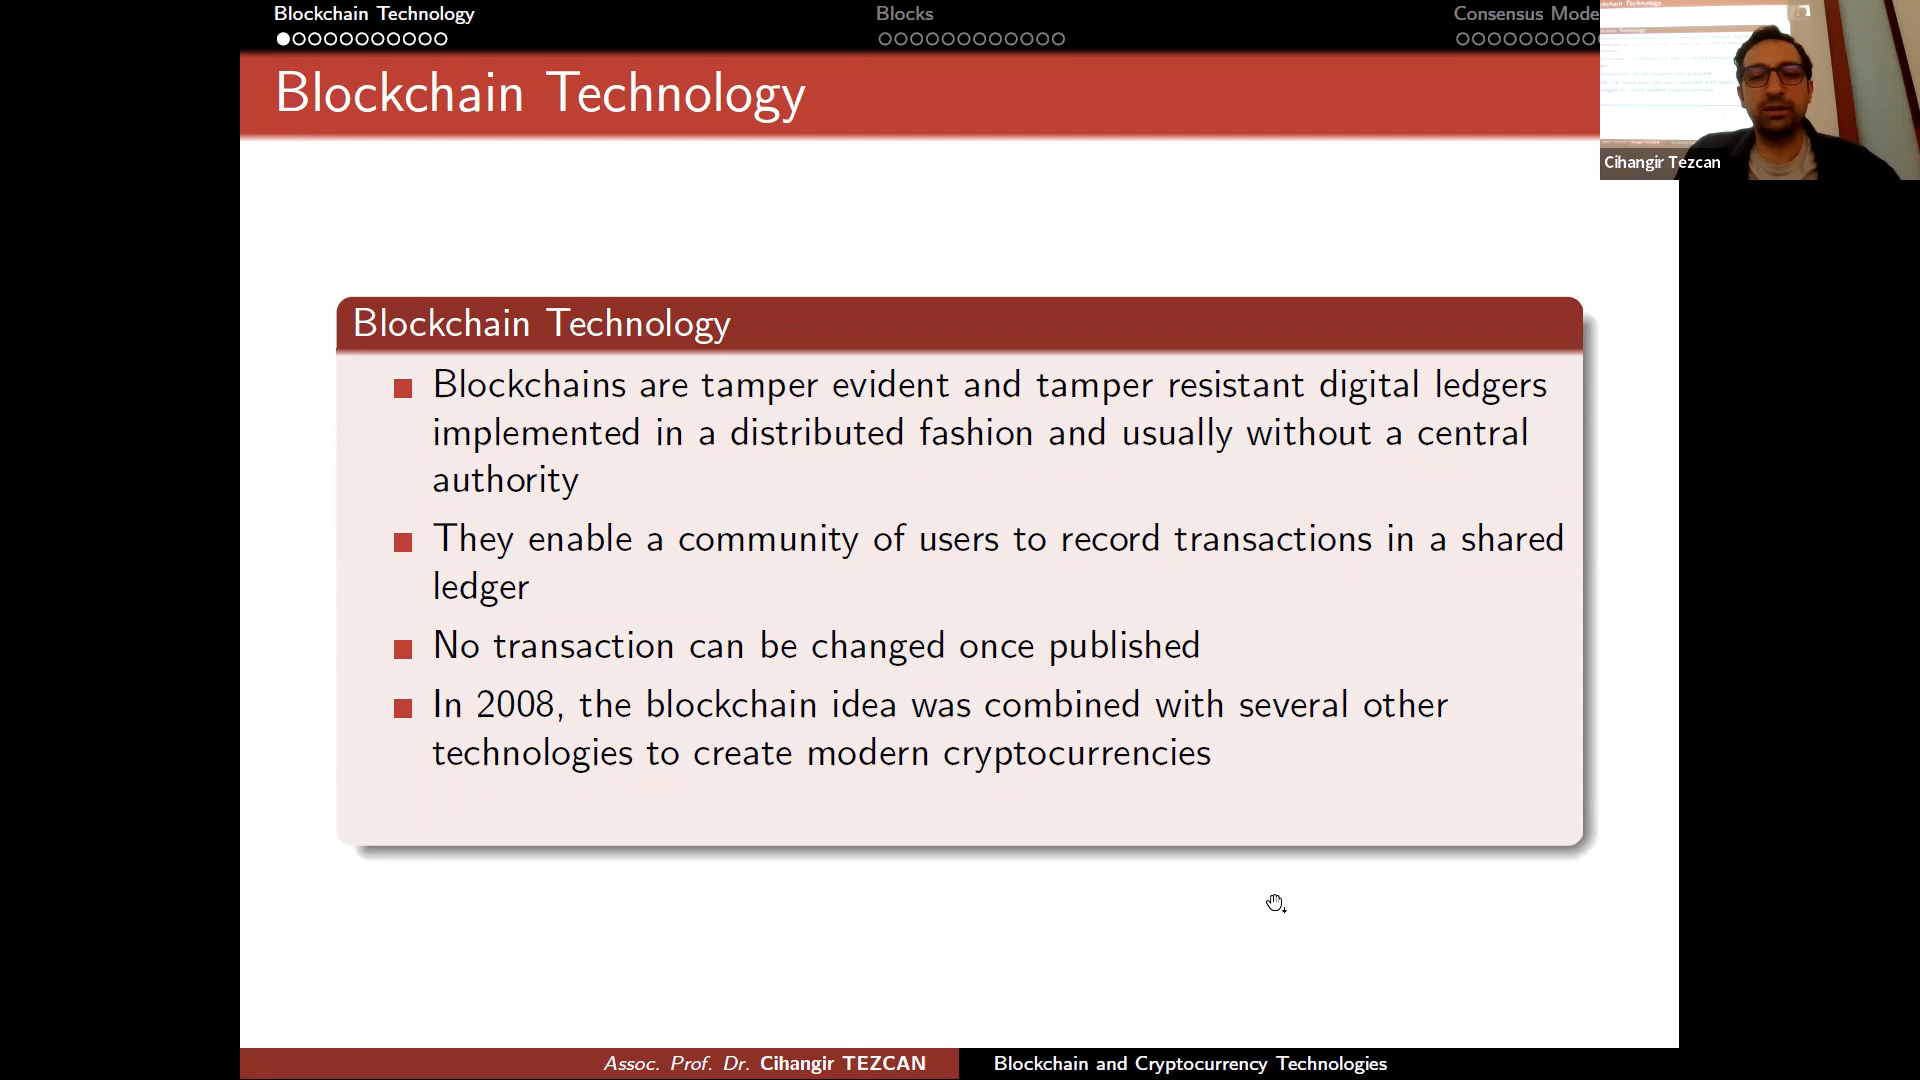 Blockchain Technology
Blocks
Consensus Mode
Blockchain Technology
Cihangir Tezcan
Blockchain Technology
Blockchains are tamper evident and tamper resistant digital ledgers
implemented in a distributed fashion and usually without a central
authority
They enable a community of users to record transactions in a shared
ledger
No transaction can be changed once published
In 2008, the blockchain idea was combined with several other
technologies to create modern cryptocurrencies
Assoc. Prof. Dr. Cihangir TEZCAN
Blockchain and Cryptocurrency Technologies